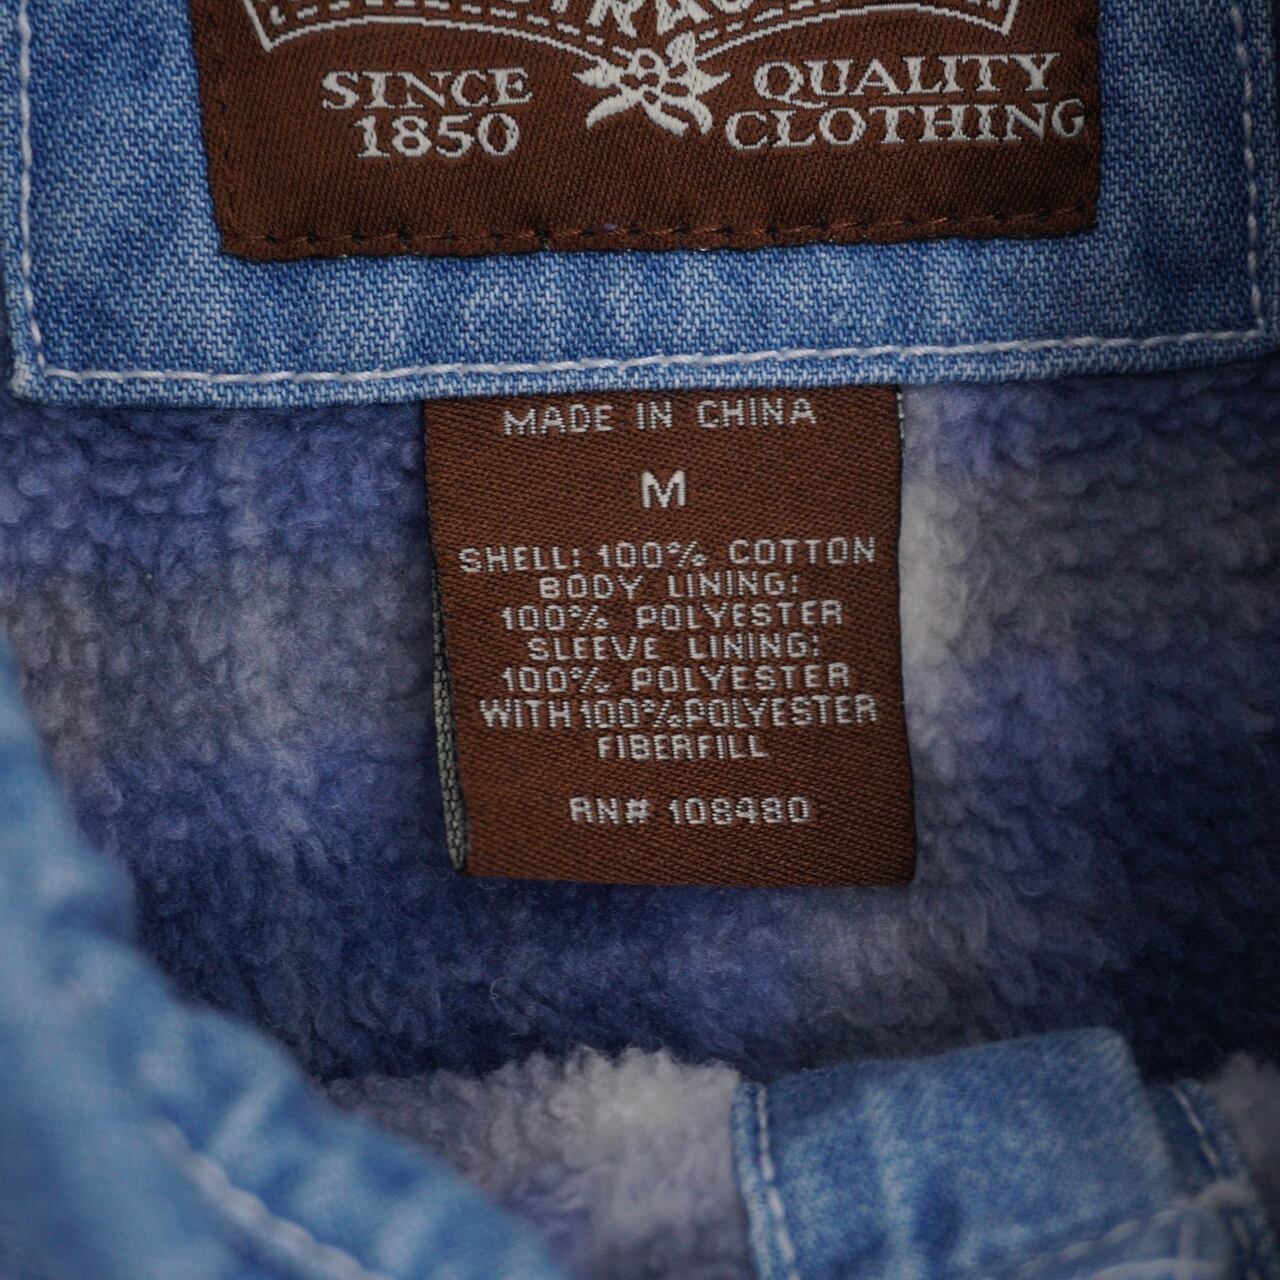 SINCE
1850
QUALITY
CLOTHING
MADE IN CHINA
M
SHELL: 100% COTTON
BODY LINING:
100% POLYESTER
SLEEVE LINING:
100% POLYESTER
WITH 100% POLYESTER
FIBERFILL
RN# 108480